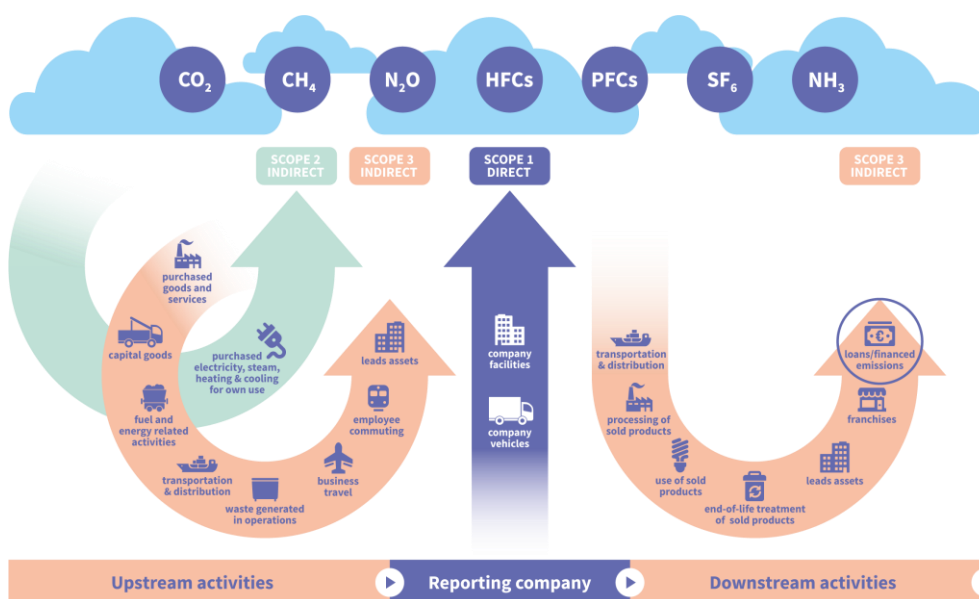 CO₂
CH₄
N₂O
HFCs
PFCs
SF₆
NH₃
SCOPE 2
INDIRECT
SCOPE 3
INDIRECT
SCOPE 1
DIRECT
SCOPE 3
INDIRECT
purchased
goods and
services
capital goods
fuel and
energy related
activities
transportation
& distribution
waste generated
in operations
business
travel
employee
commuting
leads assets
purchased
electricity, steam,
heating & cooling
for own use
company
facilities
company
vehicles
transportation
& distribution
processing of
sold products
use of sold
products
end-of-life treatment
of sold products
leads assets
franchises
€
loans/financed
emissions
Upstream activities
Reporting company
Downstream activities